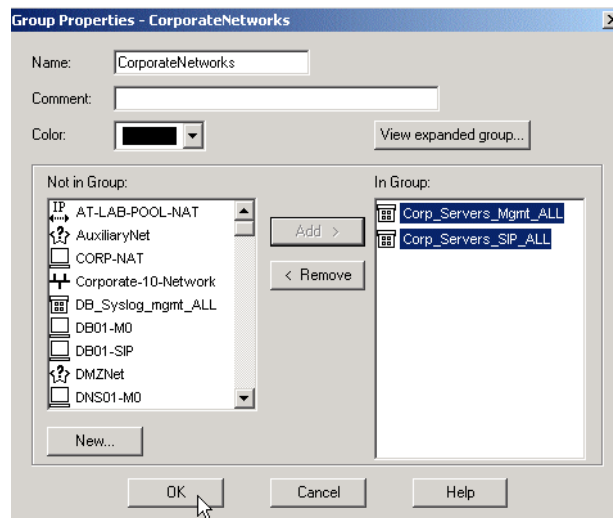 Group Properties - CorporateNetworks
Name: CorporateNetworks
Comment:
Color:
View expanded group...
Not in Group:
In Group:
IP AT-LAB-POOL-NAT
AuxiliaryNet
CORP-NAT
Corporate-10-Network
DB_Syslog_mgmt_ALL
DB01-M0
DB01-SIP
DMZNet
DNS01-M0
Add >
< Remove
Corp_Servers_Mgmt_ALL
Corp_Servers_SIP_ALL
New...
OK
Cancel
Help